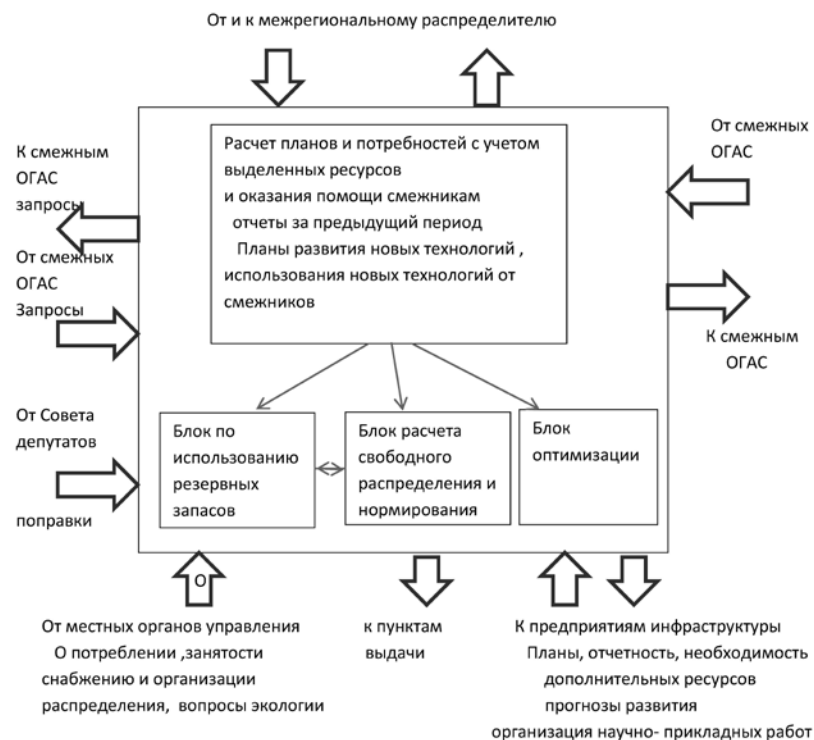 От и к межрегиональному распределителю
К смежным
ОГАС
запросы
От смежных
ОГАС
Запросы
От Совета
депутатов
поправки
Расчет планов и потребностей с учетом
выделенных ресурсов
и оказания помощи смежникам
отчеты за предыдущий период
Планы развития новых технологий ,
использования новых технологий от
смежников
От смежных
ОГАС
К смежным
ОГАС
Блок по
использованию
резервных
запасов
Блок расчета
свободного
распределения и
нормирования
Блок
оптимизации
О
От местных органов управления
О потреблении ,занятости
снабжению и организации
распределения, вопросы экологии
к пунктам
выдачи
К предприятиям инфраструктуры
Планы, отчетность, необходимость
дополнительных ресурсов
прогнозы развития
организация научно- прикладных работ